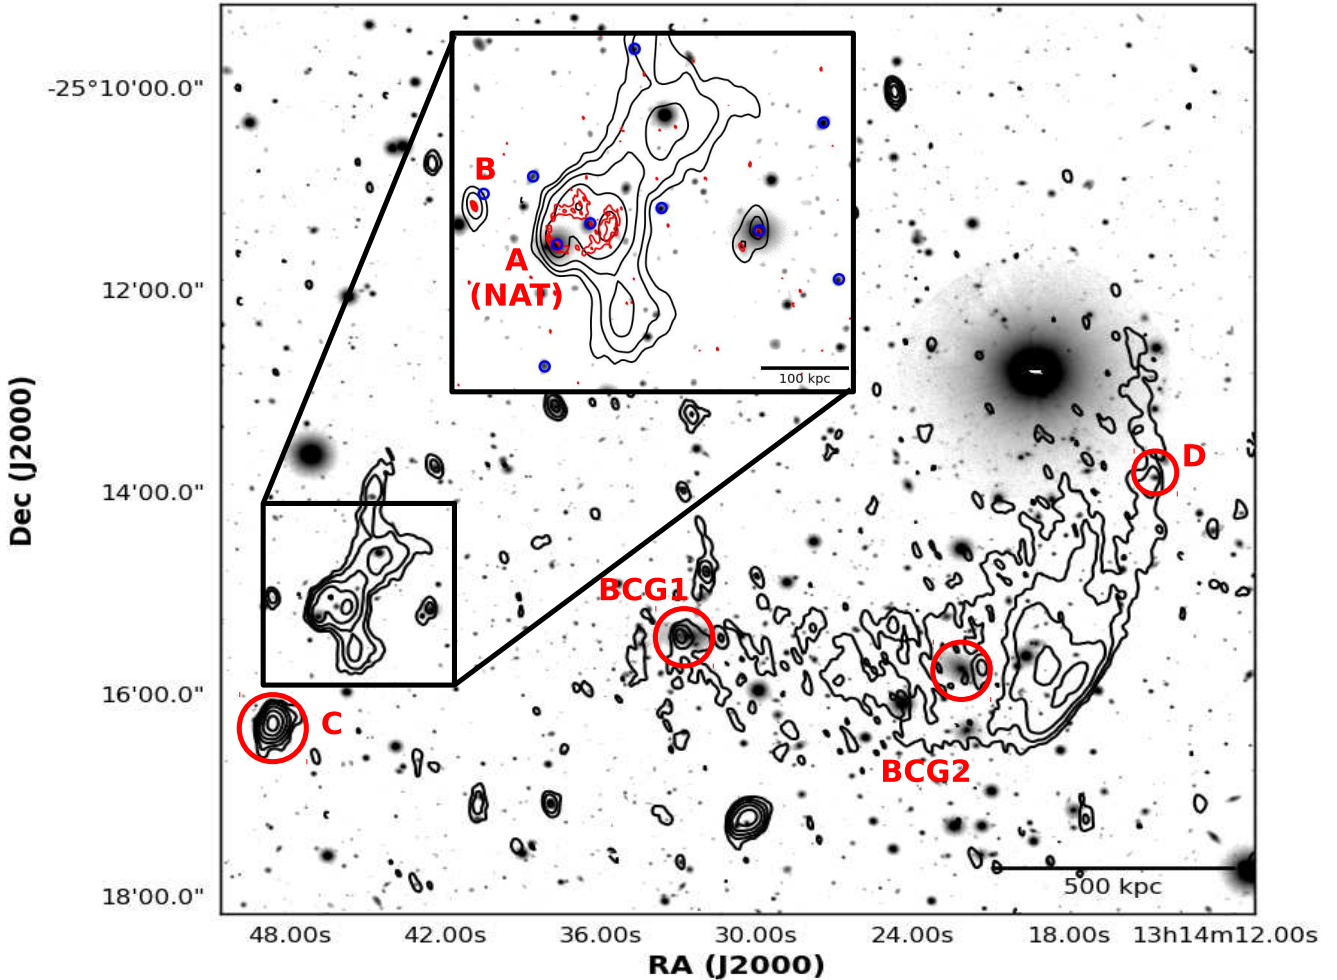 -25°10'00.0"
12'00.0"
14'00.0"
16'00.0"
18'00.0"
Dec (J2000)
B
A
(NAT)
100 kpc
D
BCG1
C
BCG2
500 kpc
48.00s 42.00s 36.00s 30.00s 24.00s 18.00s 13h14m12.00s
RA (J2000)